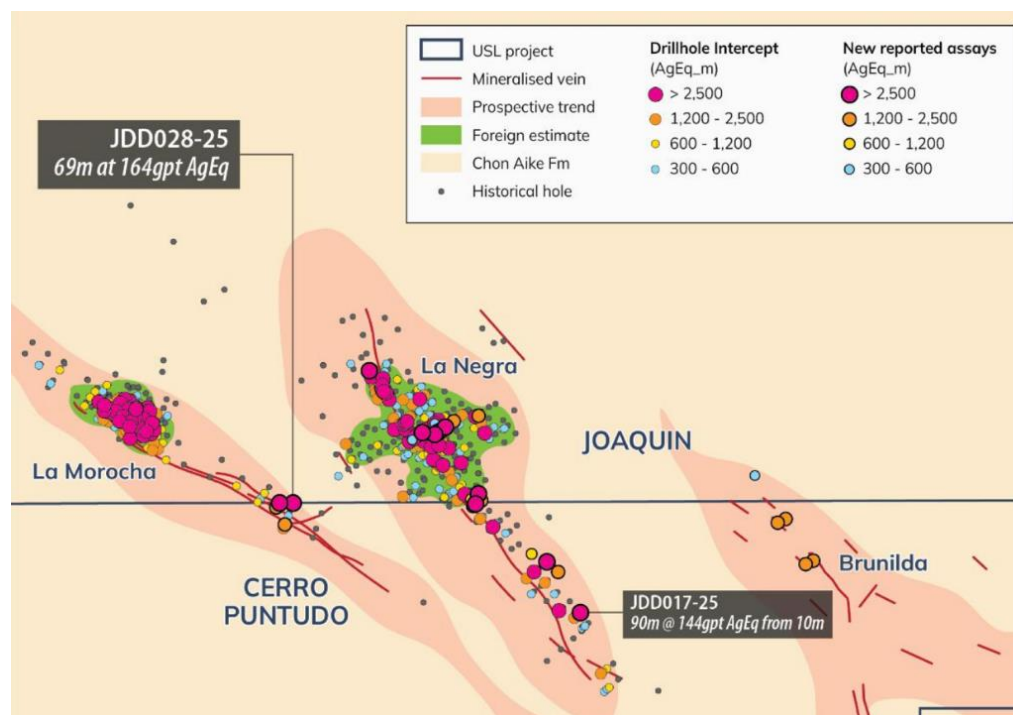 USL project
Mineralised vein
Prospective trend
Foreign estimate
Chon Aike Fm
Historical hole
Drillhole Intercept
(AgEq_m)
> 2,500
1,200 - 2,500
600 - 1,200
300 - 600
New reported assays
(AgEq_m)
> 2,500
1,200 - 2,500
600 - 1,200
300 - 600
JDD028-25
69m at 164gpt AgEq
La Negra
JOAQUIN
La Morocha
Brunilda
CERRO
PUNTUDO
JDD017-25
90m @ 144gpt AgEq from 10m